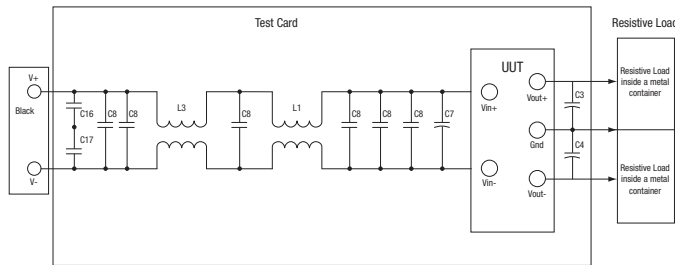 Test Card
Resistive Load
V+
Black
V-
C16
C17
C8
C8
L3
C8
L1
C8
C8
C8
C7
UUT
Vin+
Vin-
Vout+
Gnd
Vout-
C3
C4
Resistive Load
inside a metal
container
Resistive Load
inside a metal
container